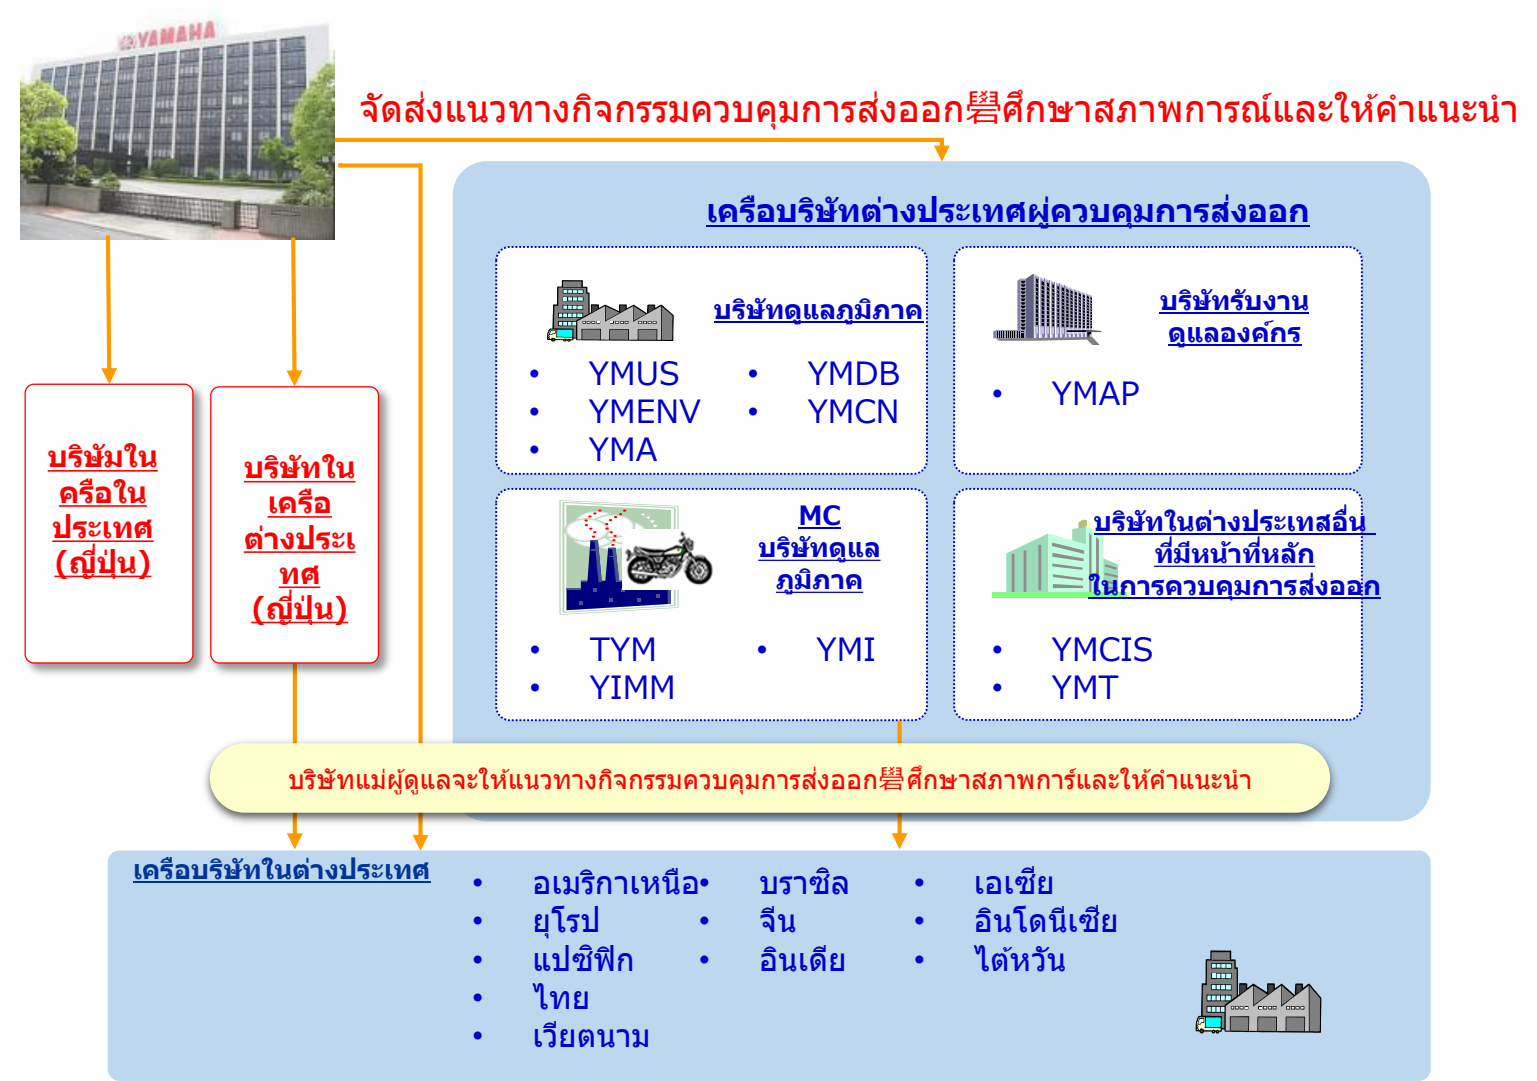 YAMAHA
จัดส่งแนวทางกิจกรรมควบคุมการส่งออก礐ศึกษาสภาพการณ์และให้คำแนะนำ
เครือบริษัทต่างประเทศผู่ควบคุมการส่งออก
บริษัทดูแลภูมิภาค
• YMUS
• YMENV
• YMA
• YMDB
• YMCN
บริษัทรับงาน
ดูแลองค์กร
• YMAP
บริษัมใน
ครือใน
ประเทศ
(ญี่ปุ่น)
บริษัทใน
เครือ
ต่างประเ
ทศ
(ญี่ปุ่น)
MC
บริษัทดูแล
ภูมิภาค
• TYM
• YIMM
• YMI
บริษัทในต่างประเทสอื่น
ที่มีหน้าที่หลัก
ในการควบคุมการส่งออก
• YMCIS
• YMT
บริษัทแม่ผู้ดูแลจะให้แนวทางกิจกรรมควบคุมการส่งออก礐ศึกษาสภาพการ์และให้คำแนะนำ
เครือบริษัทในต่างประเทศ
• อเมริกาเหนือ
• ยุโรป
• แปซิฟิก
• ไทย
• เวียตนาม
• บราซิล
• จีน
• อินเดีย
• เอเซีย
• อินโดนีเซีย
• ไต้หวัน